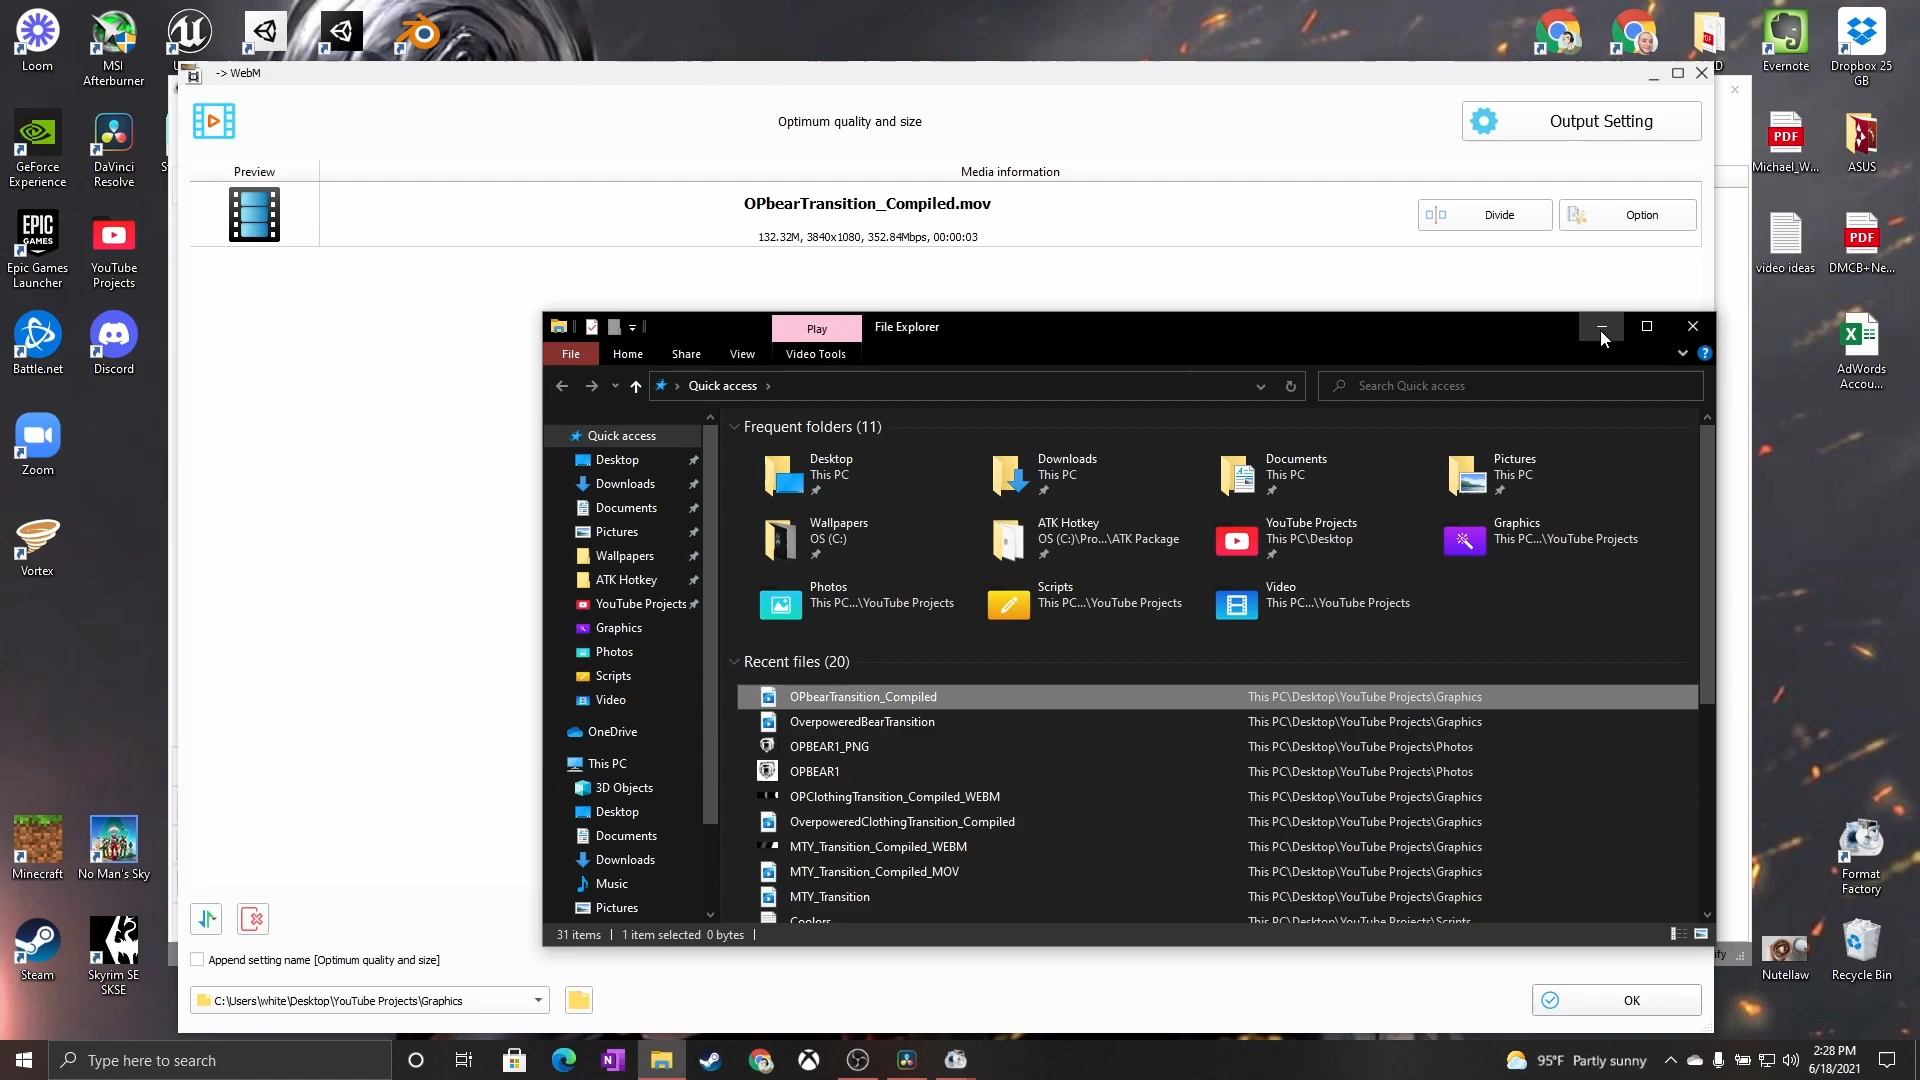 Loom
MSI
Afterburner
Evernote
Dropbox 25
GB
-> WebM
Optimum quality and size
Output Setting
GeForce
Experience
DaVinci
Resolve
PDF
Michael_W...
ASUS
Preview
Media information
OPbearTransition_Compiled.mov
132.32M, 3840x1080, 352.84Mbps, 00:00:03
Divide
Option
EPIC
GAMES
Epic Games
Launcher
YouTube
Projects
video ideas
PDF
DMCB+Ne...
Battle.net
Discord
AdWords
Accou...
Zoom
Vortex
Minecraft
No Man's Sky
Format
Factory
Steam
Skyrim SE
SKSE
Nutellaw
Recycle Bin
Play
File Explorer
File
Home
Share
View
Video Tools
Quick access
Search Quick access
Quick access
Desktop
Downloads
Documents
Pictures
Wallpapers
ATK Hotkey
YouTube Projects
Graphics
Photos
Scripts
Video
OneDrive
This PC
3D Objects
Desktop
Documents
Downloads
Music
Pictures
Frequent folders (11)
Desktop
This PC
Downloads
This PC
Documents
This PC
Pictures
This PC
Wallpapers
OS (C:)
ATK Hotkey
OS (C:)\Pro...\ATK Package
YouTube Projects
This PC\Desktop
Graphics
This PC...\YouTube Projects
Photos
This PC...\YouTube Projects
Scripts
This PC...\YouTube Projects
Video
This PC...\YouTube Projects
Recent files (20)
OPbearTransition_Compiled This PC\Desktop\YouTube Projects\Graphics
OverpoweredBearTransition This PC\Desktop\YouTube Projects\Graphics
OPBEAR1_PNG This PC\Desktop\YouTube Projects\Photos
OPBEAR1 This PC\Desktop\YouTube Projects\Photos
OPClothingTransition_Compiled_WEBM This PC\Desktop\YouTube Projects\Graphics
OverpoweredClothingTransition_Compiled This PC\Desktop\YouTube Projects\Graphics
MTY_Transition_Compiled_WEBM This PC\Desktop\YouTube Projects\Graphics
MTY_Transition_Compiled_MOV This PC\Desktop\YouTube Projects\Graphics
MTY_Transition This PC\Desktop\YouTube Projects\Graphics
Coolors This PC\Desktop\YouTube Projects\Scripts
31 items
1 item selected 0 bytes
Append setting name [Optimum quality and size]
C:\Users\white\Desktop\YouTube Projects\Graphics
OK
Type here to search
95°F Partly sunny
2:28 PM
6/18/2021